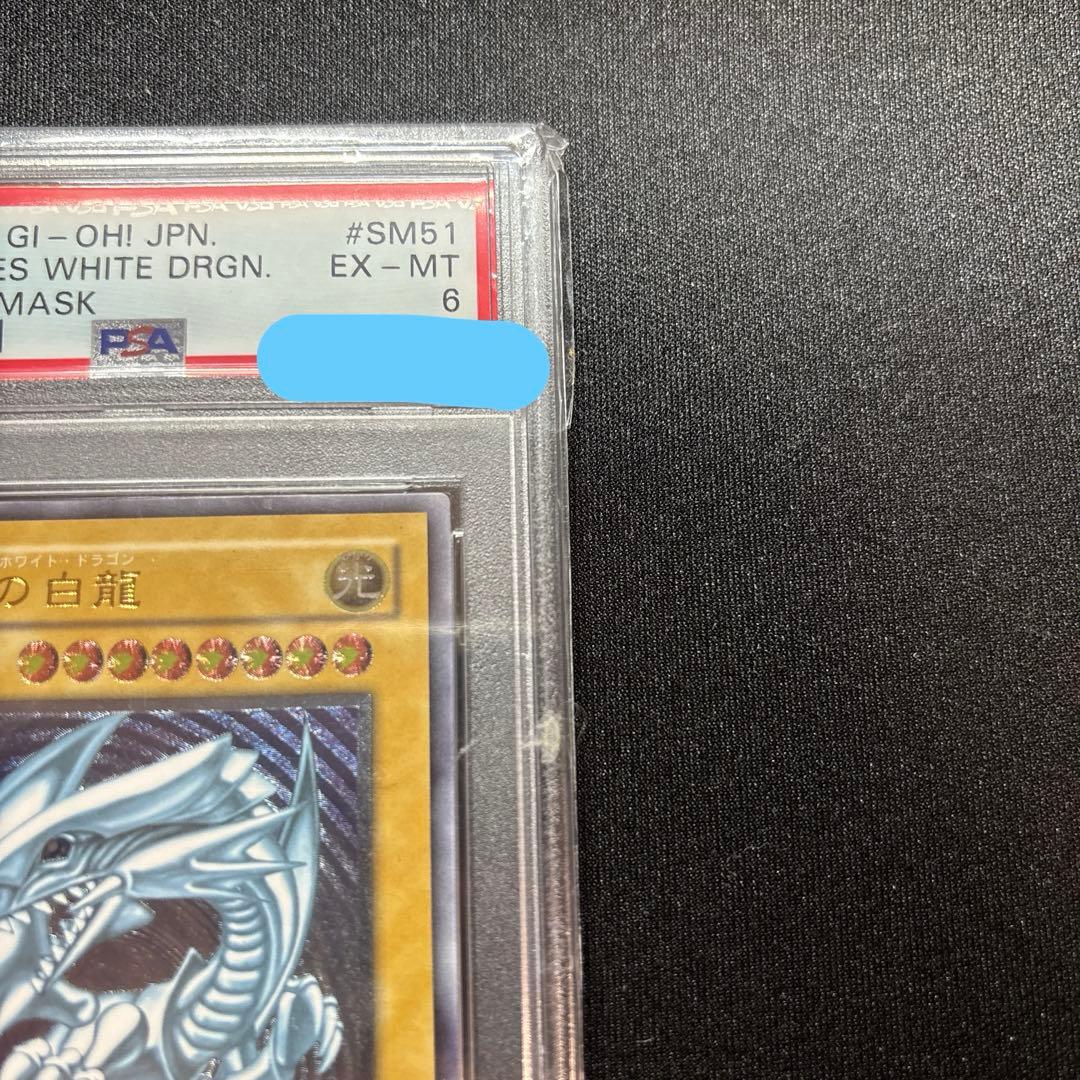 GI-OH! JPN. #SM51
ES WHITE DRGN. EX-MT
MASK 6
PSA
ホワイト・ドラゴン
の白龍
光